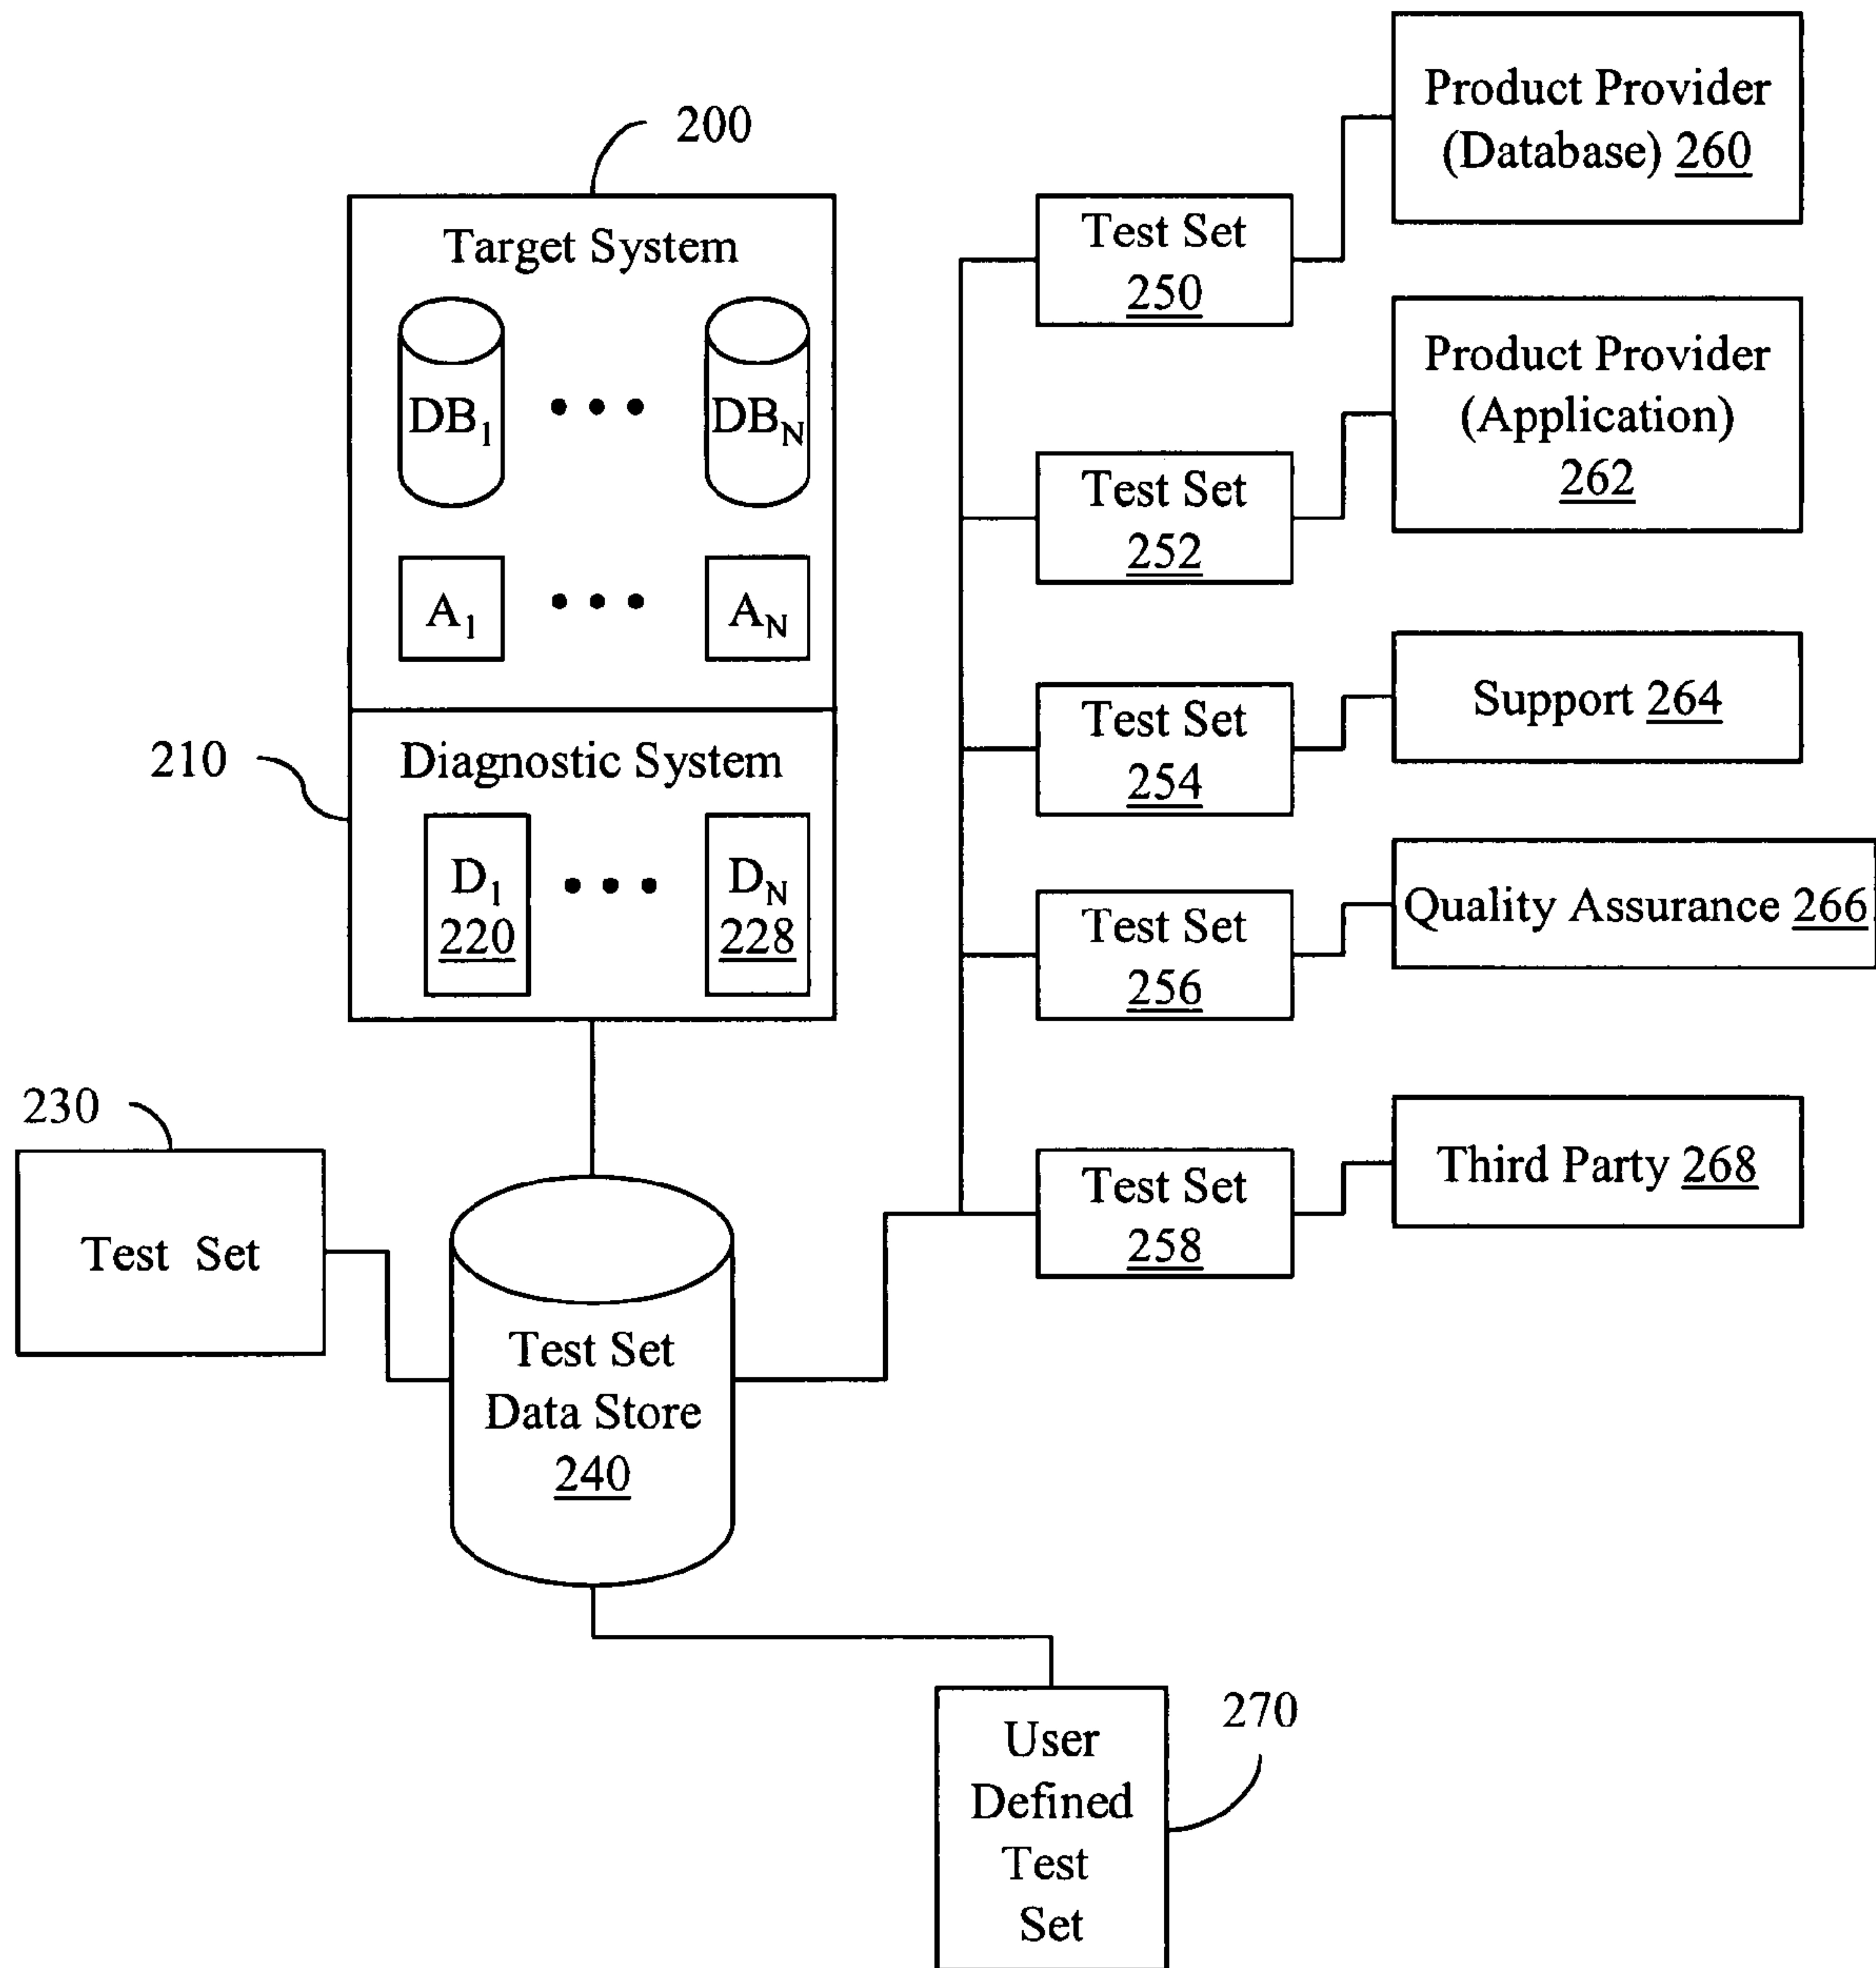 200
Target System
DB1 DBN
A1 AN
210
Diagnostic System
D1
220
DN
228
230
Test Set
Test Set
Data Store
240
Test Set
250
Test Set
252
Test Set
254
Test Set
256
Test Set
258
Product Provider
(Database) 260
Product Provider
(Application)
262
Support 264
Quality Assurance 266
Third Party 268
270
User
Defined
Test
Set